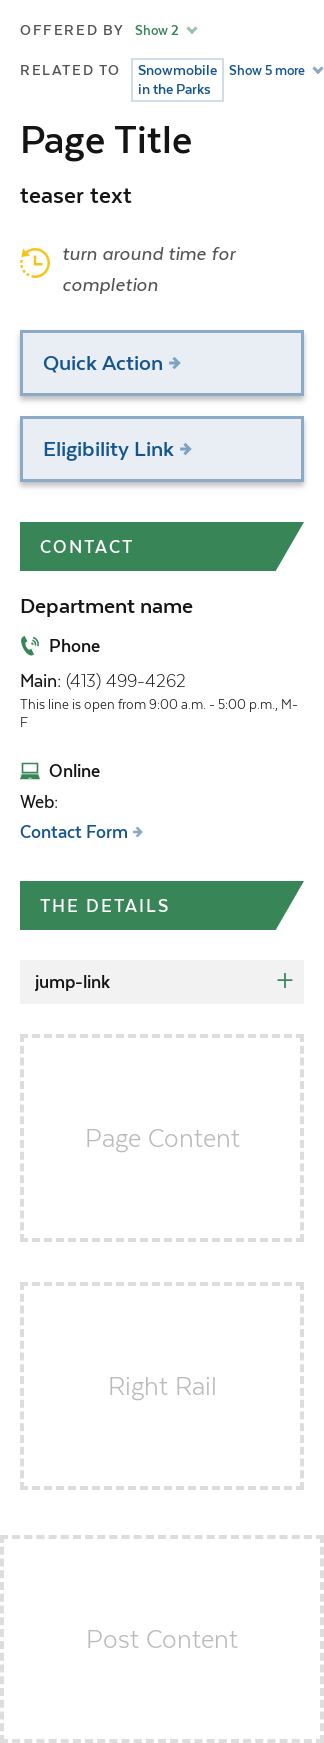 OFFERED BY Show 2
RELATED TO Snowmobile Show 5 more
in the Parks
Page Title
teaser text
turn around time for
completion
Quick Action
Eligibility Link
CONTACT
Department name
Phone
Main: (413) 499-4262
This line is open from 9:00 a.m. - 5:00 p.m., M-
F
Online
Web:
Contact Form
THE DETAILS
jump-link
Page Content
Right Rail
Post Content